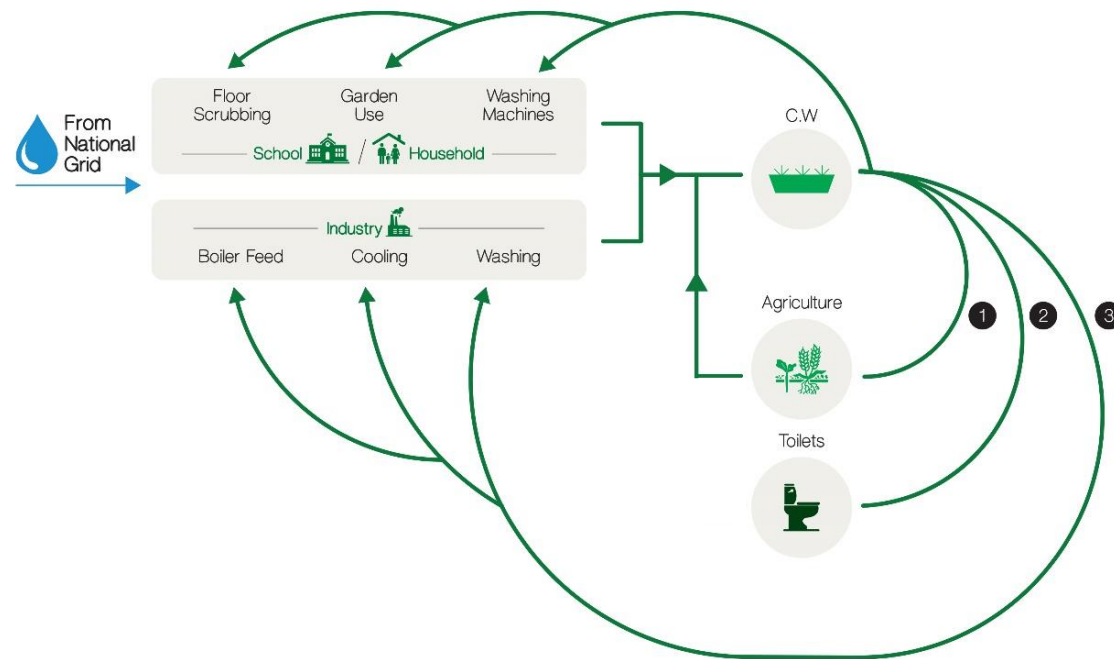 From
National
Grid
Floor
Scrubbing
Garden
Use
Washing
Machines
School / Household
Industry
Boiler Feed
Cooling
Washing
C.W
Agriculture
Toilets
1
2
3